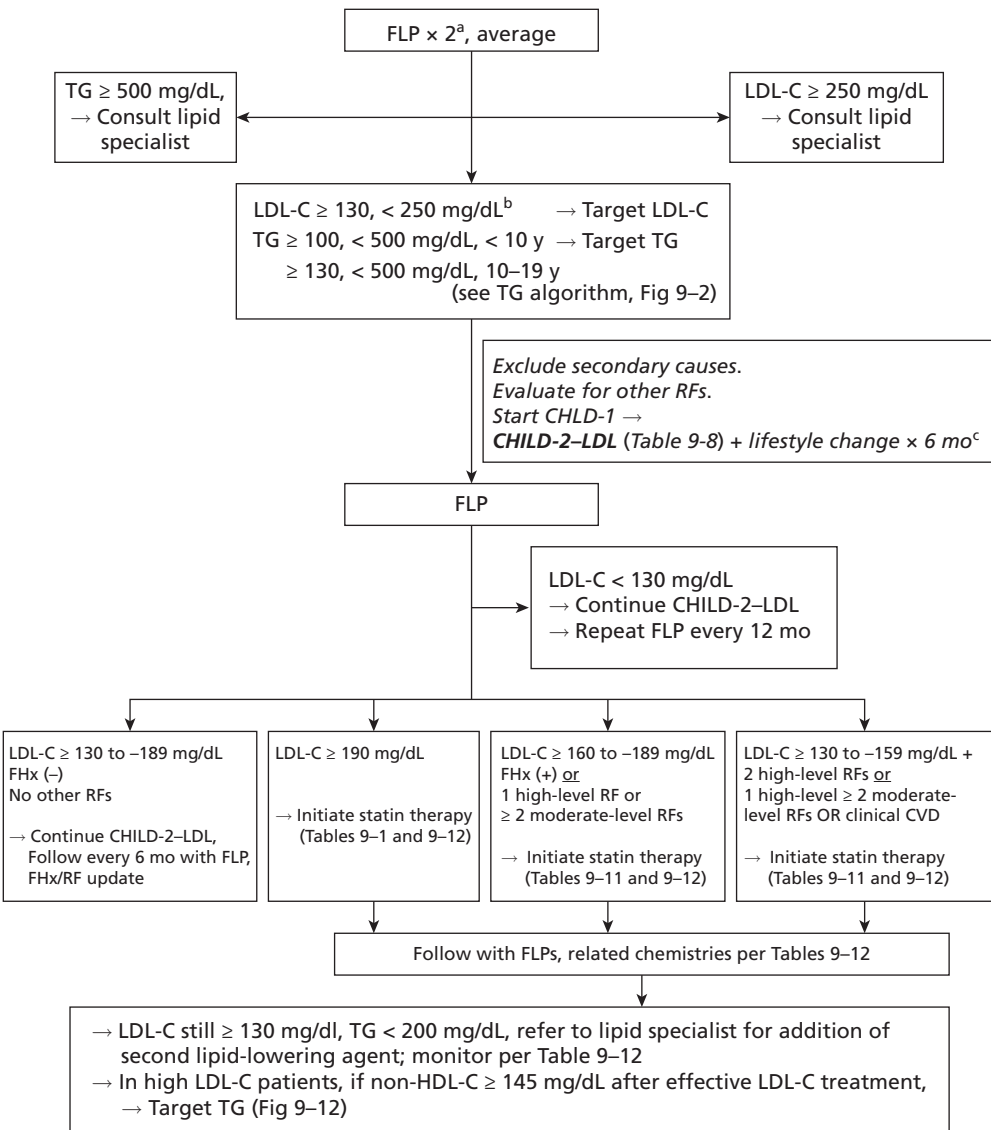 FLP × 2a, average
TG ≥ 500 mg/dL,
→ Consult lipid
specialist
LDL-C ≥ 250 mg/dL
→ Consult lipid
specialist
LDL-C ≥ 130, < 250 mg/dLb → Target LDL-C
TG ≥ 100, < 500 mg/dL, < 10 y → Target TG
≥ 130, < 500 mg/dL, 10–19 y
(see TG algorithm, Fig 9–2)
Exclude secondary causes.
Evaluate for other RFs.
Start CHLD-1 →
CHILD-2–LDL (Table 9-8) + lifestyle change × 6 moc
FLP
LDL-C < 130 mg/dL
→ Continue CHILD-2–LDL
→ Repeat FLP every 12 mo
LDL-C ≥ 130 to –189 mg/dL
FHx (–)
No other RFs
→ Continue CHILD-2–LDL,
Follow every 6 mo with FLP,
FHx/RF update
LDL-C ≥ 190 mg/dL
→ Initiate statin therapy
(Tables 9–1 and 9–12)
LDL-C ≥ 160 to –189 mg/dL
FHx (+) or
1 high-level RF or
≥ 2 moderate-level RFs
→ Initiate statin therapy
(Tables 9–11 and 9–12)
LDL-C ≥ 130 to –159 mg/dL +
2 high-level RFs or
1 high-level ≥ 2 moderate-
level RFs OR clinical CVD
→ Initiate statin therapy
(Tables 9–11 and 9–12)
Follow with FLPs, related chemistries per Tables 9–12
→ LDL-C still ≥ 130 mg/dl, TG < 200 mg/dL, refer to lipid specialist for addition of
second lipid-lowering agent; monitor per Table 9–12
→ In high LDL-C patients, if non-HDL-C ≥ 145 mg/dL after effective LDL-C treatment,
→ Target TG (Fig 9–12)